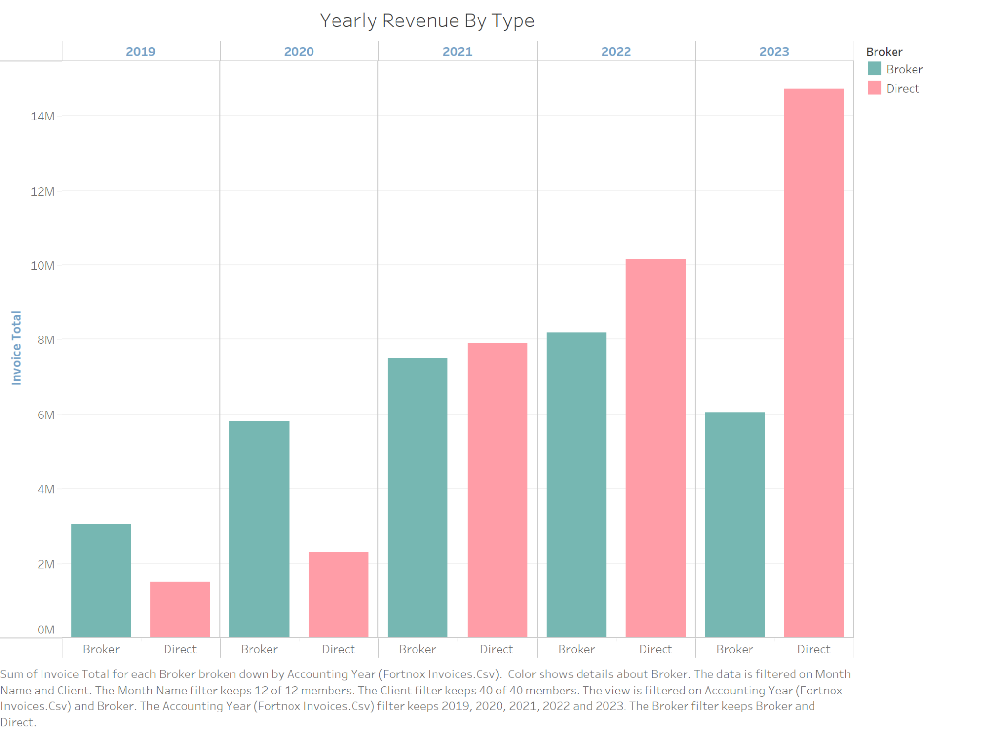 Yearly Revenue By Type
2019 2020 2021 2022 2023
Broker
Broker
Direct
14M
12M
10M
8M
6M
4M
2M
0M
Invoice Total
Broker Direct Broker Direct Broker Direct Broker Direct Broker Direct
Sum of Invoice Total for each Broker broken down by Accounting Year (Fortnox Invoices.Csv).  Color shows details about Broker. The data is filtered on Month
Name and Client. The Month Name filter keeps 12 of 12 members. The Client filter keeps 40 of 40 members. The view is filtered on Accounting Year (Fortnox
Invoices.Csv) and Broker. The Accounting Year (Fortnox Invoices.Csv) filter keeps 2019, 2020, 2021, 2022 and 2023. The Broker filter keeps Broker and
Direct.